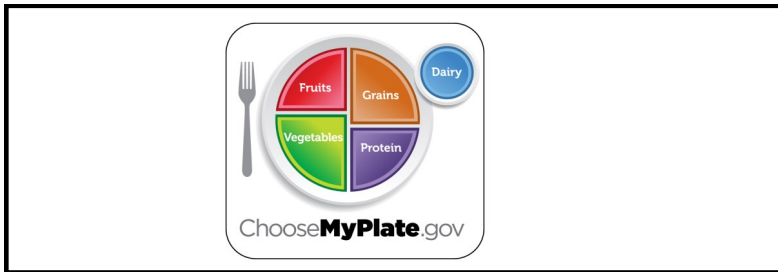 Fruits
Grains
Dairy
Vegetables
Protein
ChooseMyPlate.gov